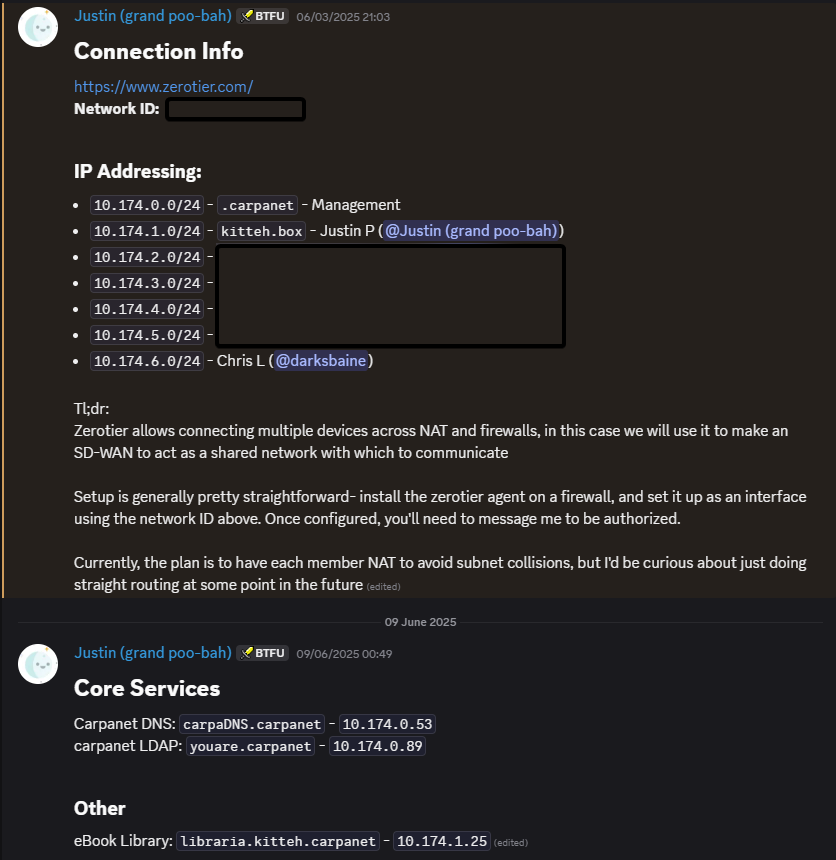 Justin (grand poo-bah) BTFU 06/03/2025 21:03
Connection Info
https://www.zerotier.com/
Network ID:
IP Addressing:
• 10.174.0.0/24 - .carpanet - Management
• 10.174.1.0/24 - kitteh.box - Justin P (@Justin (grand poo-bah))
• 10.174.2.0/24 -
• 10.174.3.0/24 -
• 10.174.4.0/24 -
• 10.174.5.0/24 -
• 10.174.6.0/24 - Chris L (@darksbaine)
Tl;dr:
Zerotier allows connecting multiple devices across NAT and firewalls, in this case we will use it to make an
SD-WAN to act as a shared network with which to communicate
Setup is generally pretty straightforward- install the zerotier agent on a firewall, and set it up as an interface
using the network ID above. Once configured, you'll need to message me to be authorized.
Currently, the plan is to have each member NAT to avoid subnet collisions, but I'd be curious about just doing
straight routing at some point in the future (edited)
09 June 2025
Justin (grand poo-bah) BTFU 09/06/2025 00:49
Core Services
Carpanet DNS: carpaDNS.carpanet - 10.174.0.53
carpanet LDAP: youare.carpanet - 10.174.0.89
Other
eBook Library: libraria.kitteh.carpanet - 10.174.1.25 (edited)